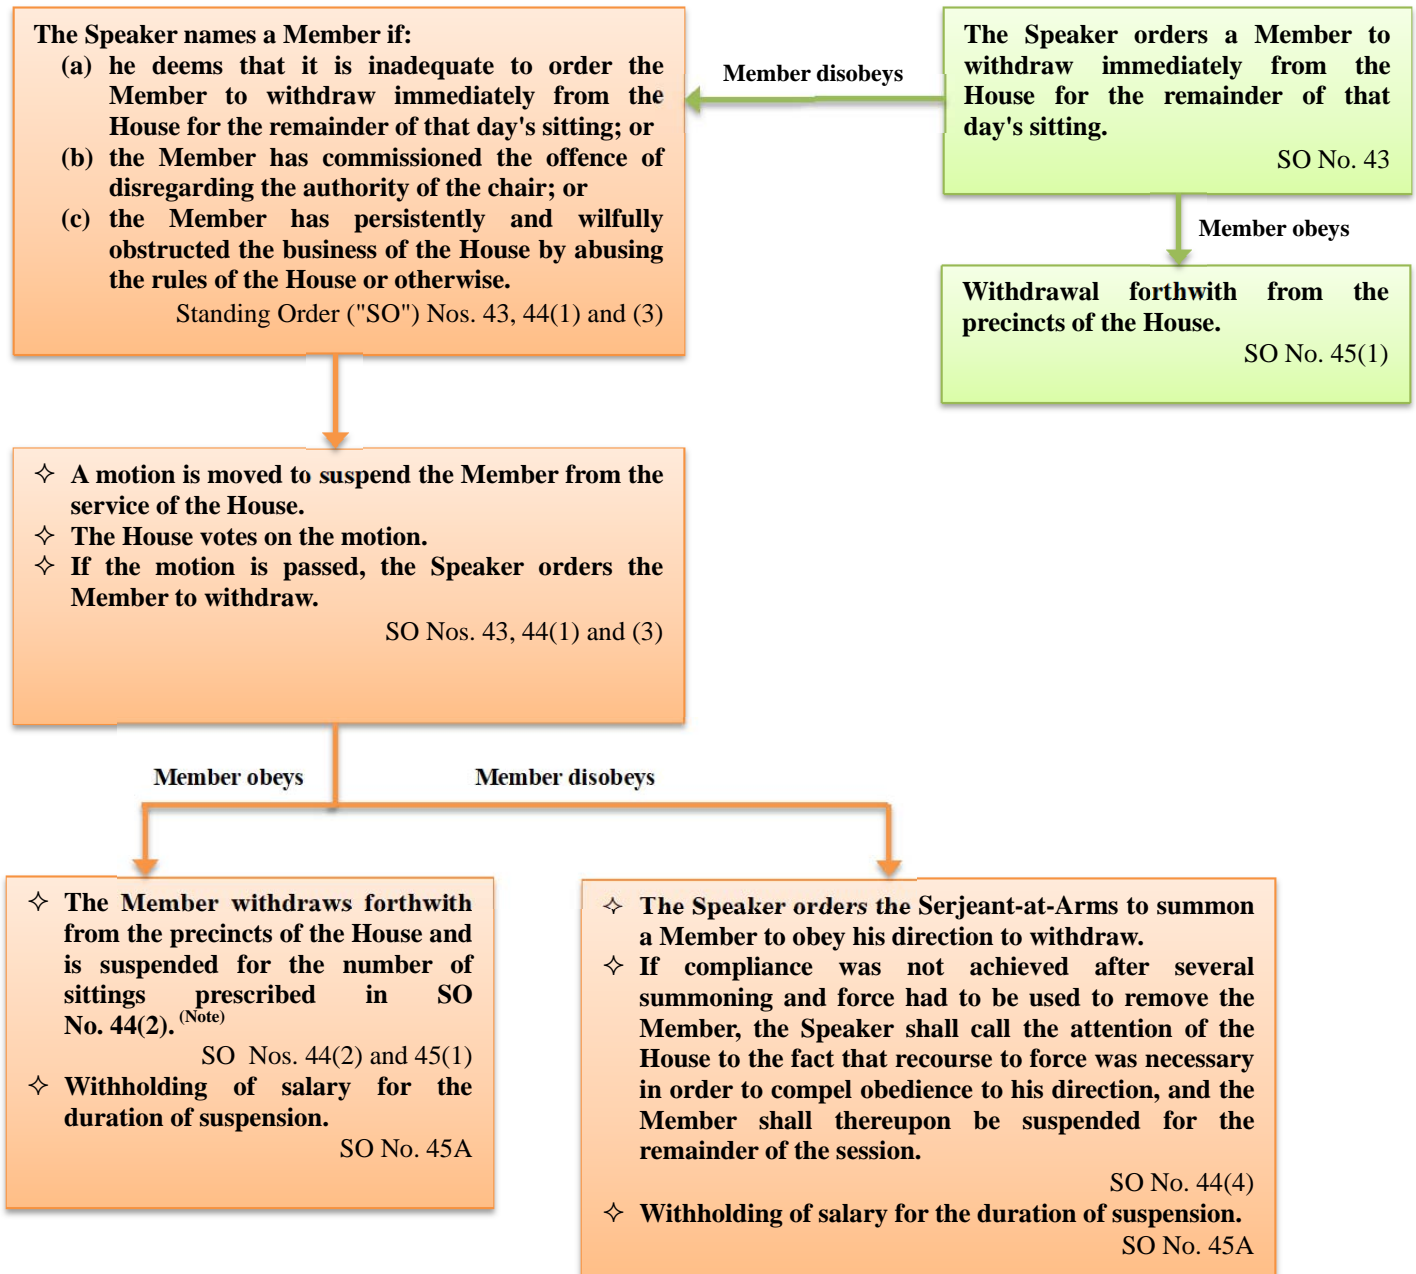 The Speaker names a Member if:
(a) he deems that it is inadequate to order the
Member to withdraw immediately from the
House for the remainder of that day's sitting; or
(b) the Member has commissioned the offence of
disregarding the authority of the chair; or
(c) the Member has persistently and wilfully
obstructed the business of the House by abusing
the rules of the House or otherwise.
Standing Order ("SO") Nos. 43, 44(1) and (3)
Member disobeys
The Speaker orders a Member to
withdraw immediately from the
House for the remainder of that
day's sitting.
SO No. 43
Member obeys
Withdrawal forthwith from the
precincts of the House.
SO No. 45(1)
✧ A motion is moved to suspend the Member from the
service of the House.
✧ The House votes on the motion.
✧ If the motion is passed, the Speaker orders the
Member to withdraw.
SO Nos. 43, 44(1) and (3)
Member obeys
Member disobeys
✧ The Member withdraws forthwith
from the precincts of the House and
is suspended for the number of
sittings prescribed in SO
No. 44(2). (Note)
SO Nos. 44(2) and 45(1)
✧ Withholding of salary for the
duration of suspension.
SO No. 45A
✧ The Speaker orders the Serjeant-at-Arms to summon
a Member to obey his direction to withdraw.
✧ If compliance was not achieved after several
summoning and force had to be used to remove the
Member, the Speaker shall call the attention of the
House to the fact that recourse to force was necessary
in order to compel obedience to his direction, and the
Member shall thereupon be suspended for the
remainder of the session.
SO No. 44(4)
✧ Withholding of salary for the duration of suspension.
SO No. 45A